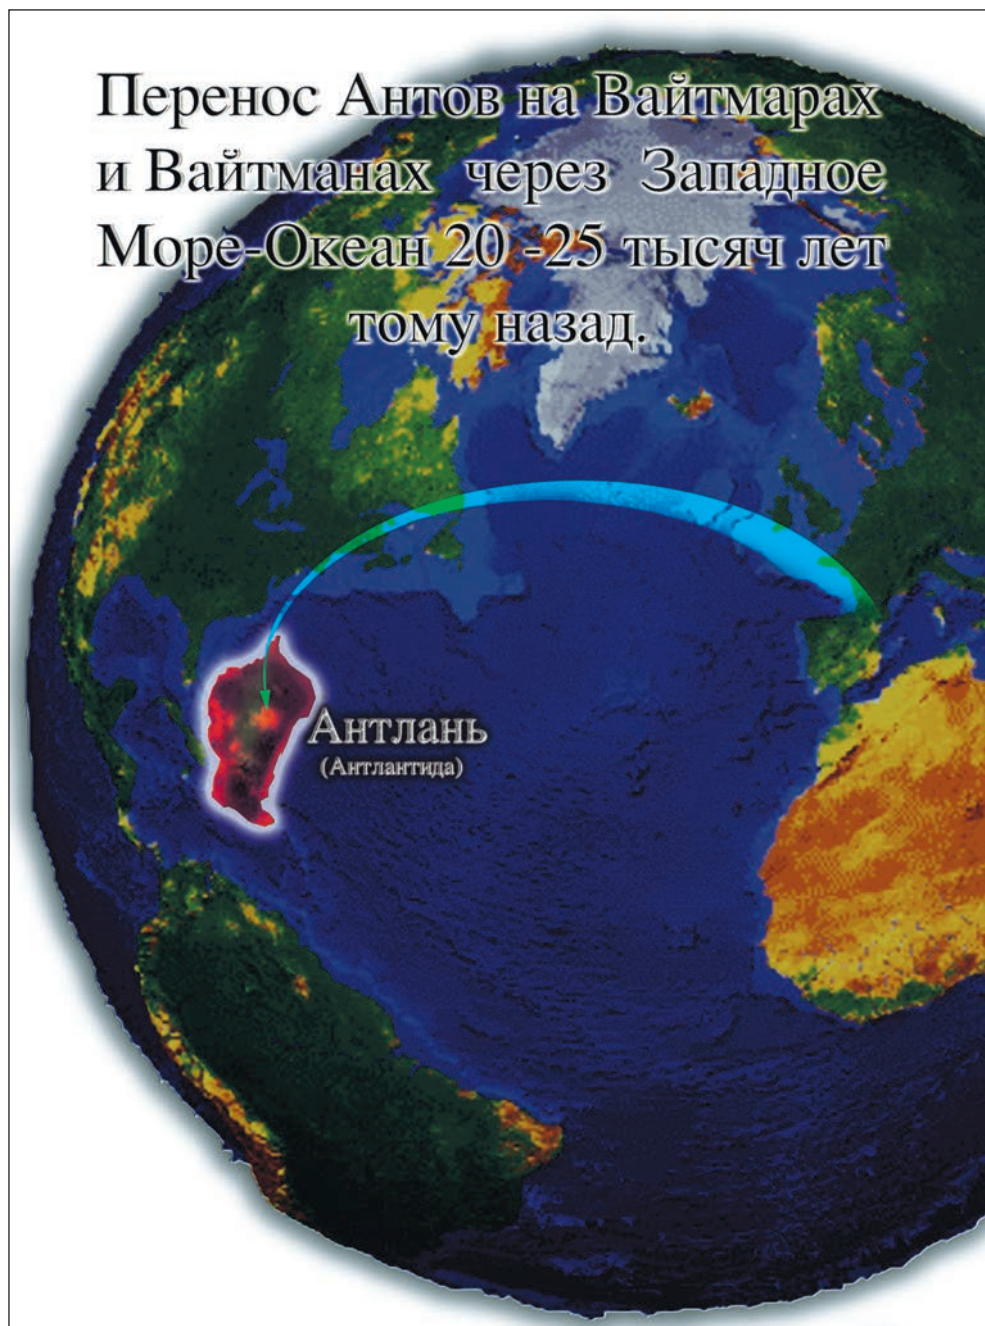 Перенос Антов на Вайтмарах
и Вайтманах через Западное
Море-Океан 20 -25 тысяч лет
тому назад.
Антлань
(Антлантида)